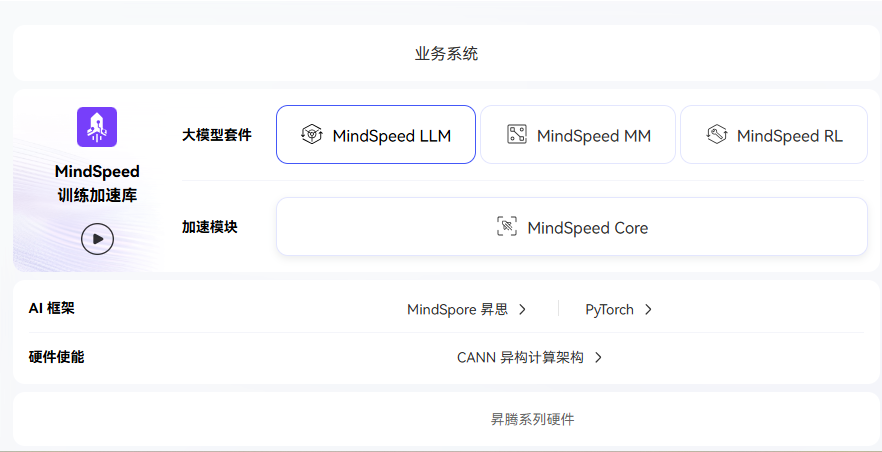 业务系统
MindSpeed
训练加速库
大模型套件
MindSpeed LLM
MindSpeed MM
MindSpeed RL
加速模块
MindSpeed Core
AI 框架
MindSpore 昇思
PyTorch
硬件使能
CANN 异构计算架构
昇腾系列硬件